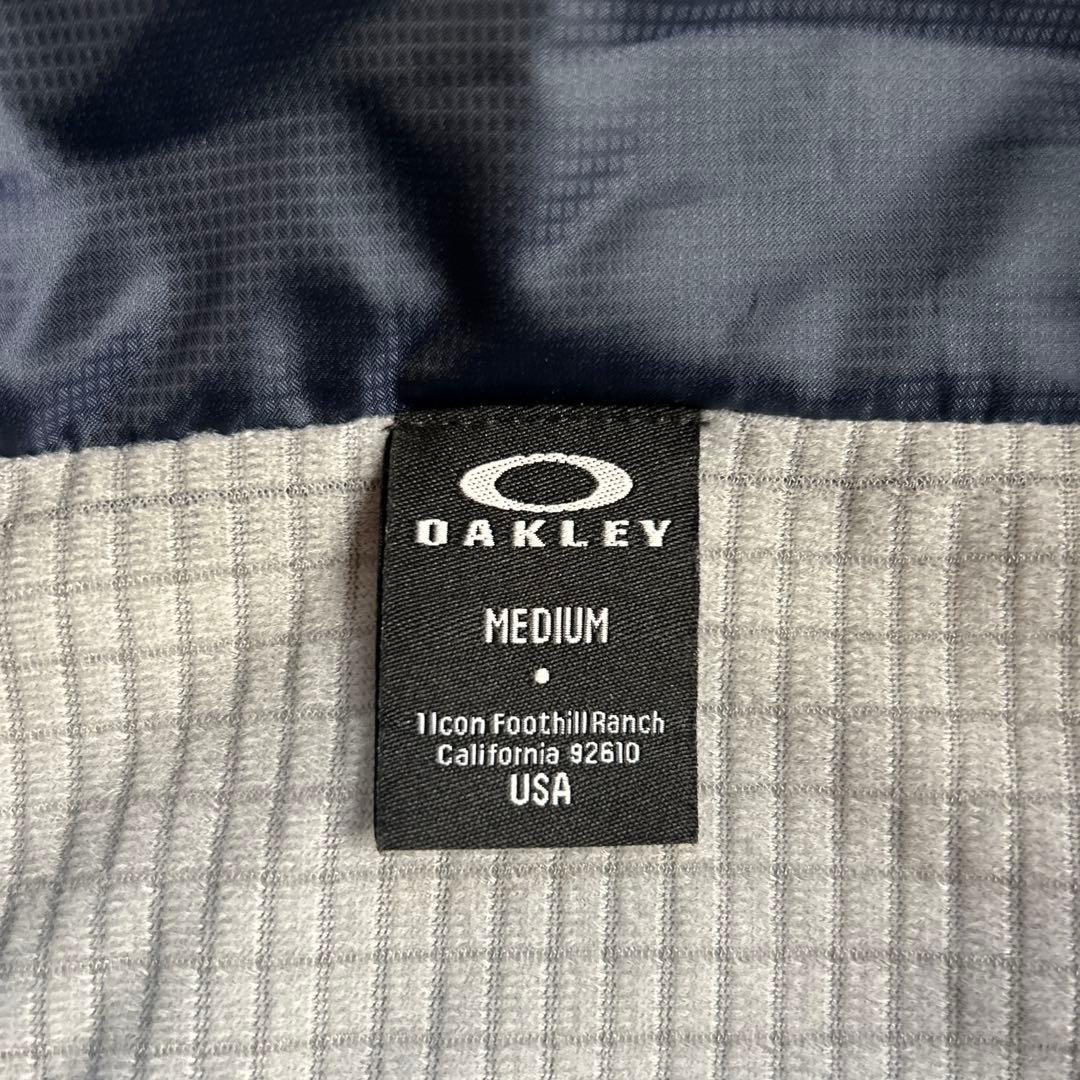 OAKLEY
MEDIUM
1 Icon Foothill Ranch
California 92610
USA